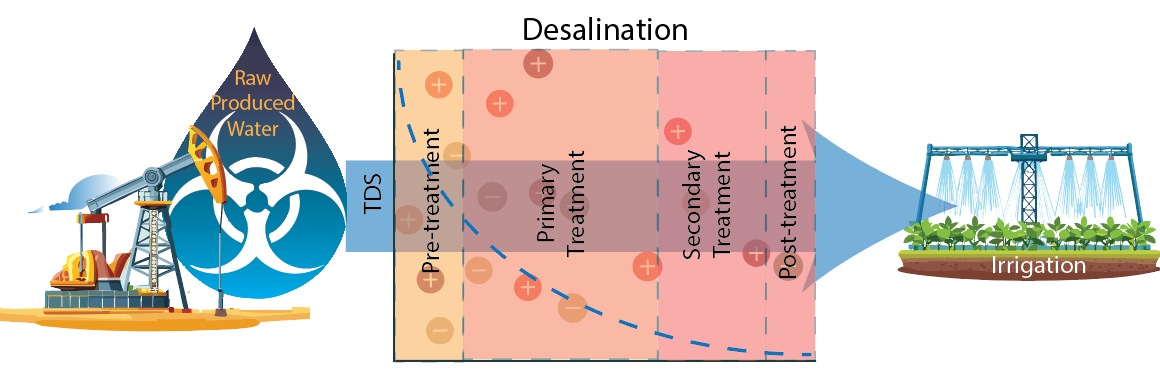 Desalination
Raw
Produced
Water
TDS
Pre-treatment
Primary
Treatment
Secondary
Treatment
Post-treatment
Irrigation